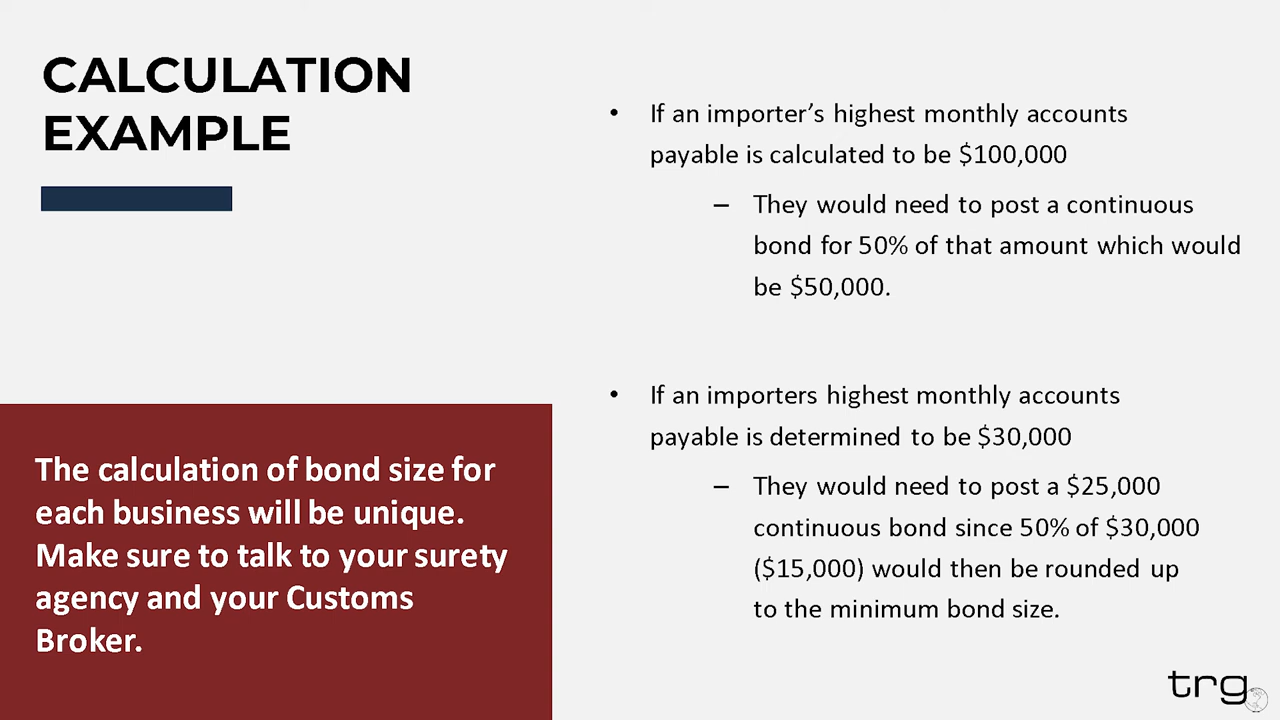 CALCULATION
EXAMPLE
• If an importer’s highest monthly accounts
payable is calculated to be $100,000
– They would need to post a continuous
bond for 50% of that amount which would
be $50,000.
• If an importers highest monthly accounts
payable is determined to be $30,000
– They would need to post a $25,000
continuous bond since 50% of $30,000
($15,000) would then be rounded up
to the minimum bond size.
The calculation of bond size for
each business will be unique.
Make sure to talk to your surety
agency and your Customs
Broker.
trg